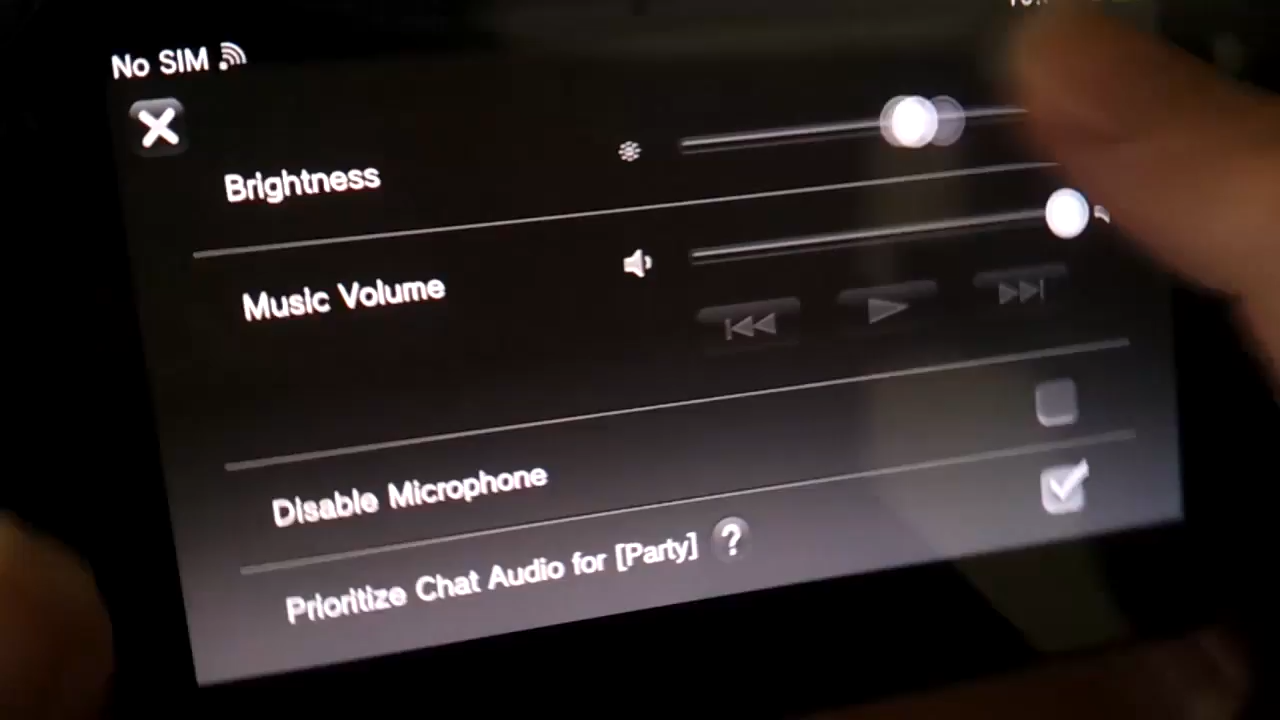 No SIM
Brightness
Music Volume
Disable Microphone
Prioritize Chat Audio for [Party] ?